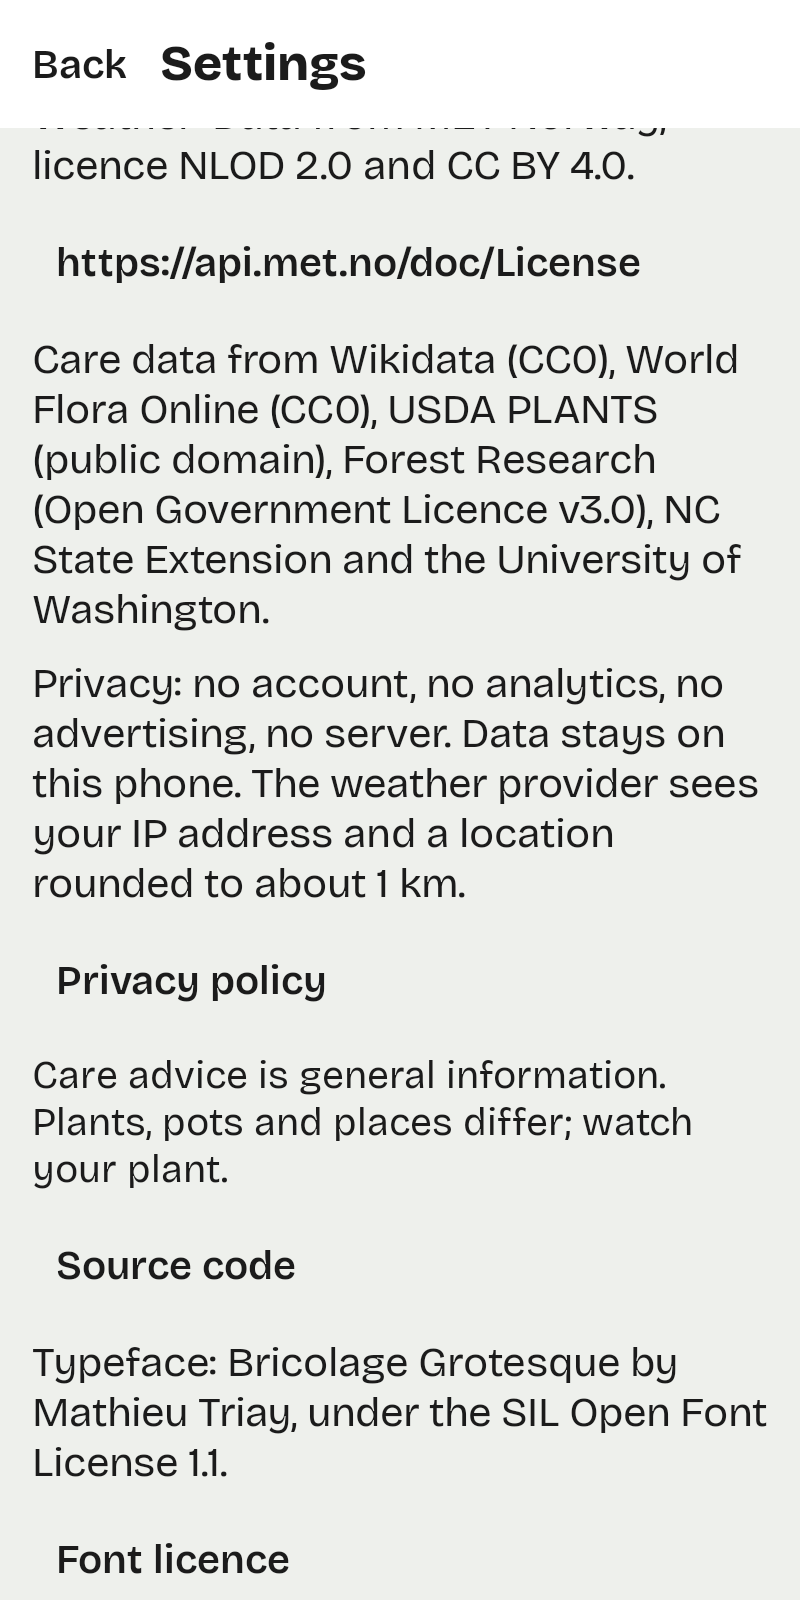 Back Settings
Weather Data from MET Norway,
licence NLOD 2.0 and CC BY 4.0.
https://api.met.no/doc/License
Care data from Wikidata (CC0), World
Flora Online (CC0), USDA PLANTS
(public domain), Forest Research
(Open Government Licence v3.0), NC
State Extension and the University of
Washington.
Privacy: no account, no analytics, no
advertising, no server. Data stays on
this phone. The weather provider sees
your IP address and a location
rounded to about 1 km.
Privacy policy
Care advice is general information.
Plants, pots and places differ; watch
your plant.
Source code
Typeface: Bricolage Grotesque by
Mathieu Triay, under the SIL Open Font
License 1.1.
Font licence